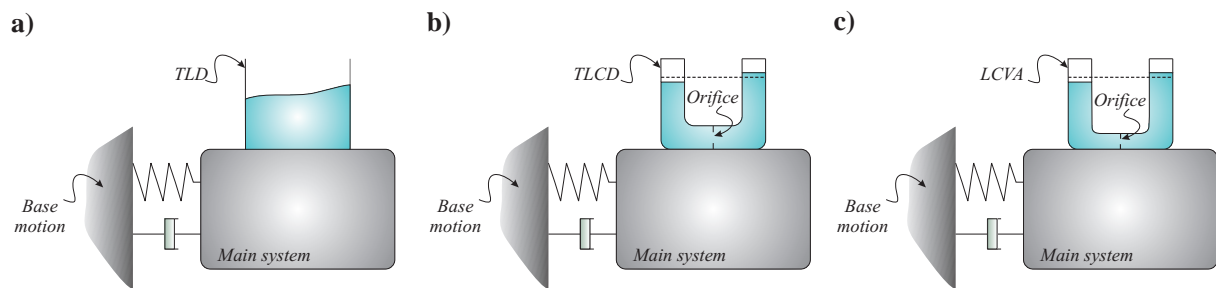 a)
TLD
Base
motion
Main system
b)
TLCD
Orifice
Base
motion
Main system
c)
LCVA
Orifice
Base
motion
Main system